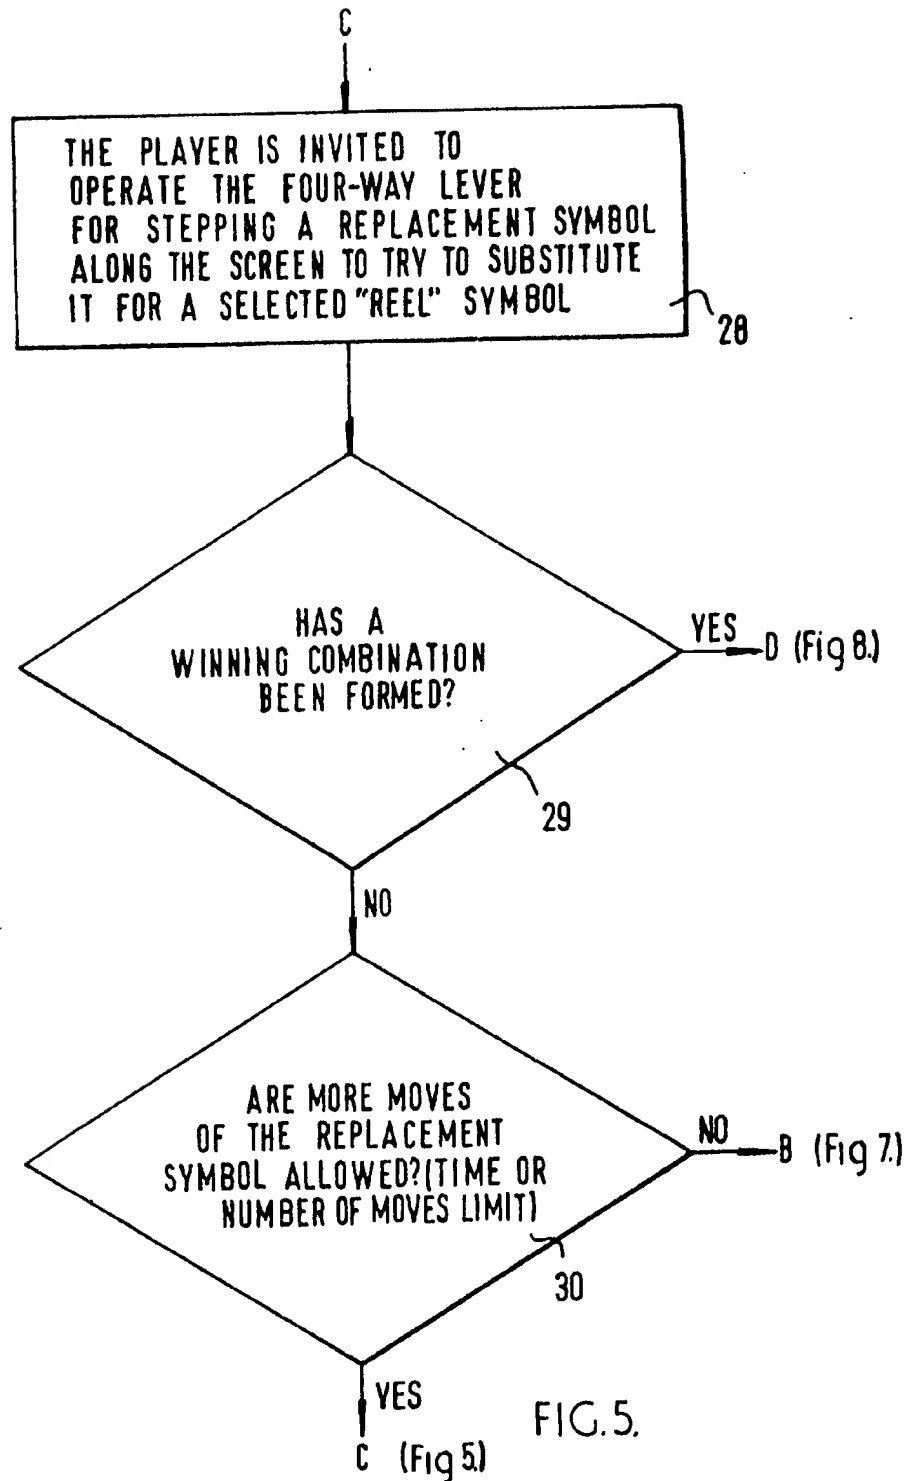 C
THE PLAYER IS INVITED TO
OPERATE THE FOUR-WAY LEVER
FOR STEPPING A REPLACEMENT SYMBOL
ALONG THE SCREEN TO TRY TO SUBSTITUTE
IT FOR A SELECTED "REEL" SYMBOL
28
HAS A
WINNING COMBINATION
BEEN FORMED?
YES D (Fig 8.)
29
NO
ARE MORE MOVES
OF THE REPLACEMENT
SYMBOL ALLOWED?(TIME OR
NUMBER OF MOVES LIMIT)
NO B (Fig 7.)
30
YES
C (Fig 5.)
FIG.5.